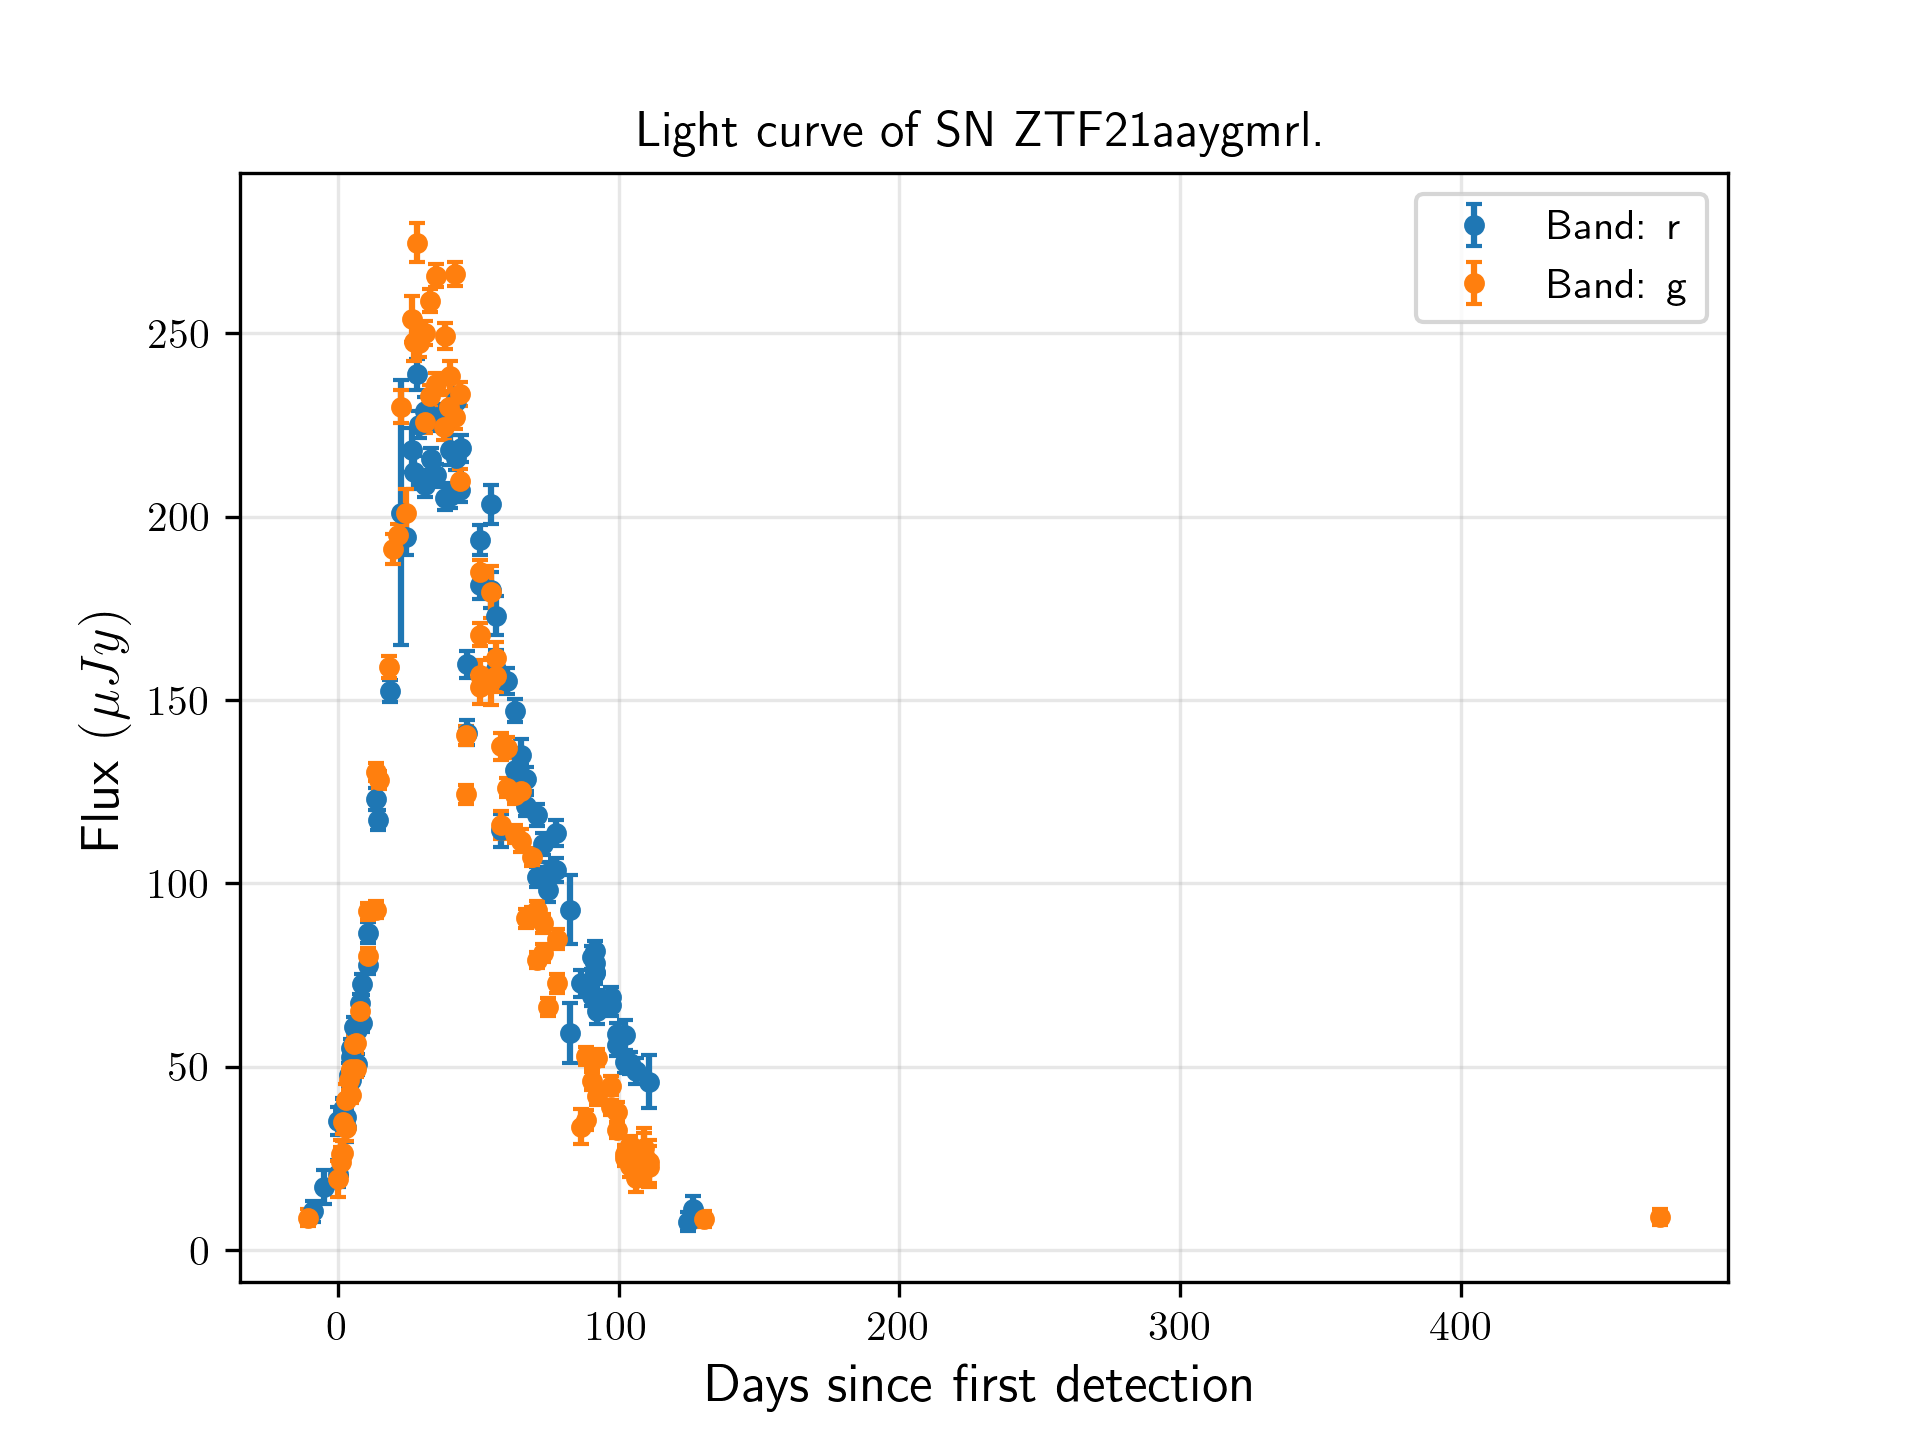 Light curve of SN ZTF21aaygmrl.
Band: r
Band: g
Flux (μJy)
250
200
150
100
50
0
0 100 200 300 400
Days since first detection